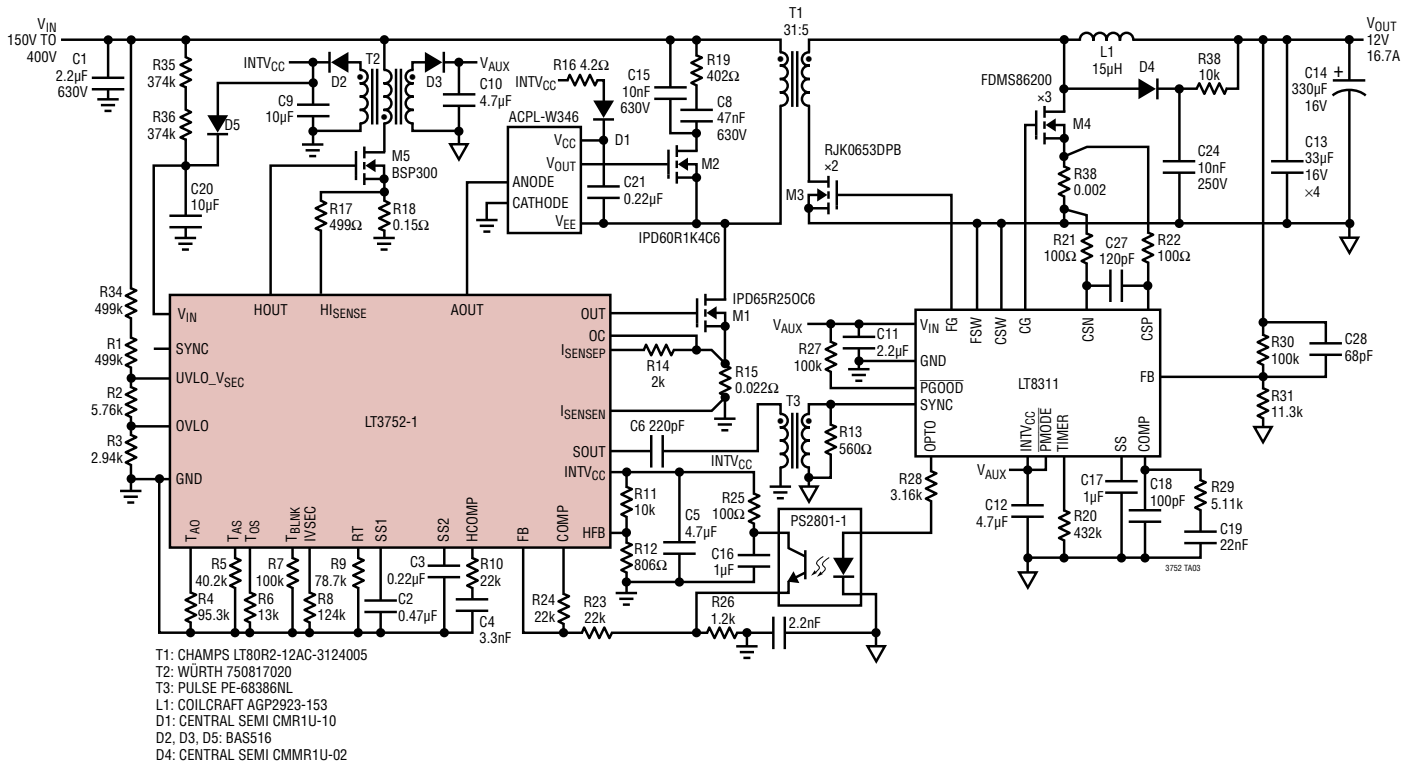 VIN
150V TO
400V
C1
2.2µF
630V
R35
374k
R36
374k
D5
C20
10µF
INTVCC
D2
C9
10µF
T2
D3
VAUX
C10
4.7µF
M5
BSP300
R17
499Ω
R18
0.15Ω
R16 4.2Ω
INTVCC
D1
ACPL-W346
VCC
VOUT
ANODE
CATHODE
VEE
C21
0.22µF
C15
10nF
630V
R19
402Ω
C8
47nF
630V
M2
IPD60R1K4C6
T1
31:5
RJK0653DPB
×2
M3
FDMS86200
×3
M4
L1
15µH
D4
R38
10k
R38
0.002
C24
10nF
250V
VOUT
12V
16.7A
C14
330µF
16V
+
C13
33µF
16V
×4
R21
100Ω
C27
120pF
R22
100Ω
R34
499k
R1
499k
R2
5.76k
R3
2.94k
VIN
SYNC
UVLO_VSEC
OVLO
GND
HOUT
HISENSE
AOUT
LT3752-1
OUT
OC
ISENSEP
ISENSEN
SOUT
INTVCC
HFB
TAO
TAS
TOS
TBLNK
IVSEC
RT
SS1
SS2
HCOMP
FB
COMP
IPD65R25OC6
M1
R14
2k
R15
0.022Ω
C6 220pF
T3
INTVCC
R13
560Ω
R11
10k
R12
806Ω
C5
4.7µF
R25
100Ω
C16
1µF
PS2801-1
R28
3.16k
R5
40.2k
R4
95.3k
R6
13k
R7
100k
R8
124k
R9
78.7k
C2
0.47µF
C3
0.22µF
R10
22k
C4
3.3nF
R24
22k
R23
22k
R26
1.2k
2.2nF
VAUX
R27
100k
C11
2.2µF
VIN
GND
PGOOD
SYNC
FG
FSW
CSW
CG
CSN
CSP
LT8311
FB
OPTO
INTVCC
PMODE
TIMER
SS
COMP
R30
100k
C28
68pF
R31
11.3k
VAUX
C12
4.7µF
R20
432k
C17
1µF
C18
100pF
R29
5.11k
C19
22nF
3752 TA03
T1: CHAMPS LT80R2-12AC-3124005
T2: WÜRTH 750817020
T3: PULSE PE-68386NL
L1: COILCRAFT AGP2923-153
D1: CENTRAL SEMI CMR1U-10
D2, D3, D5: BAS516
D4: CENTRAL SEMI CMMR1U-02